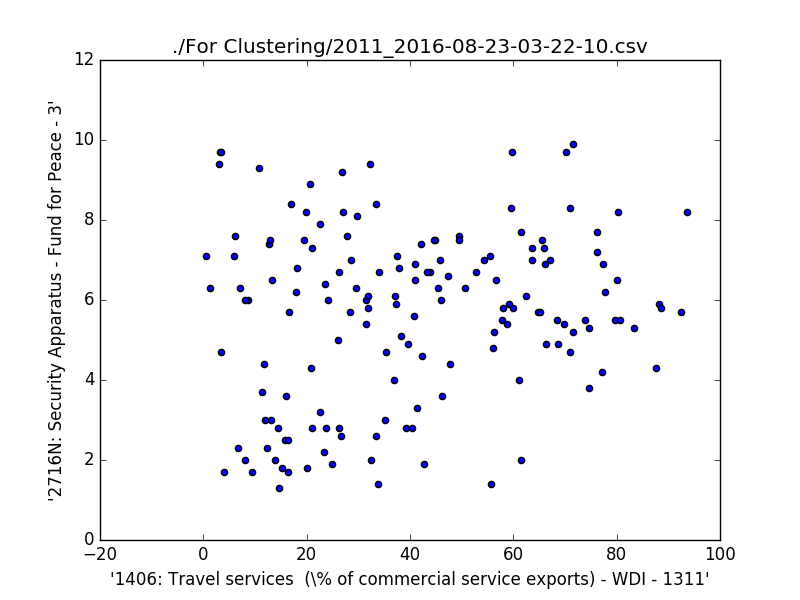 ./For Clustering/2011_2016-08-23-03-22-10.csv
12
10
8
6
4
2
0
'2716N: Security Apparatus - Fund for Peace - 3'
−20 0 20 40 60 80 100
'1406: Travel services (\% of commercial service exports) - WDI - 1311'